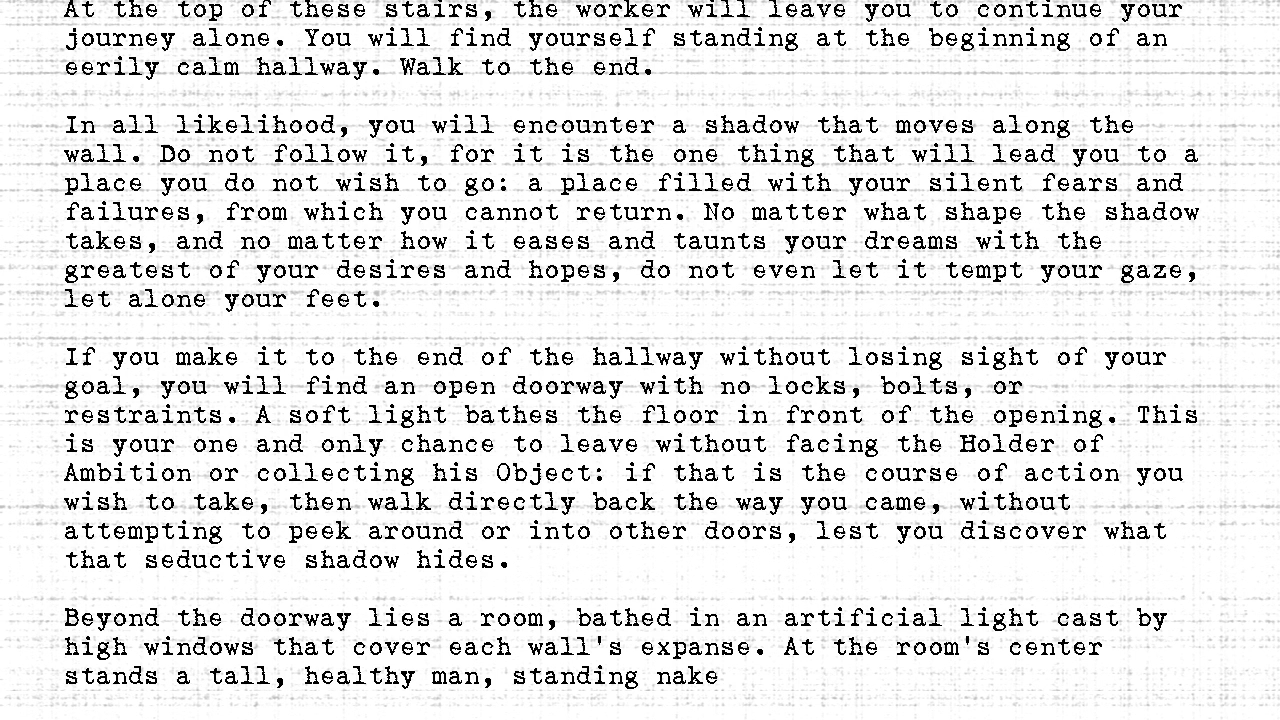 At the top of these stairs, the worker will leave you to continue your
journey alone. You will find yourself standing at the beginning of an
eerily calm hallway. Walk to the end.
In all likelihood, you will encounter a shadow that moves along the
wall. Do not follow it, for it is the one thing that will lead you to a
place you do not wish to go: a place filled with your silent fears and
failures, from which you cannot return. No matter what shape the shadow
takes, and no matter how it eases and taunts your dreams with the
greatest of your desires and hopes, do not even let it tempt your gaze,
let alone your feet.
If you make it to the end of the hallway without losing sight of your
goal, you will find an open doorway with no locks, bolts, or
restraints. A soft light bathes the floor in front of the opening. This
is your one and only chance to leave without facing the Holder of
Ambition or collecting his Object: if that is the course of action you
wish to take, then walk directly back the way you came, without
attempting to peek around or into other doors, lest you discover what
that seductive shadow hides.
Beyond the doorway lies a room, bathed in an artificial light cast by
high windows that cover each wall's expanse. At the room's center
stands a tall, healthy man, standing nake